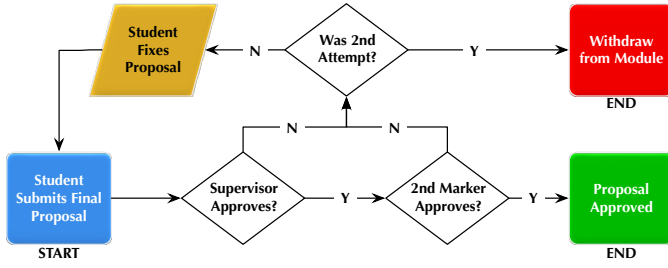 Student
Fixes
Proposal
N
Was 2nd
Attempt?
Y
Withdraw
from Module
END
N
N
Student
Submits Final
Proposal
START
Supervisor
Approves?
Y
2nd Marker
Approves?
Y
Proposal
Approved
END